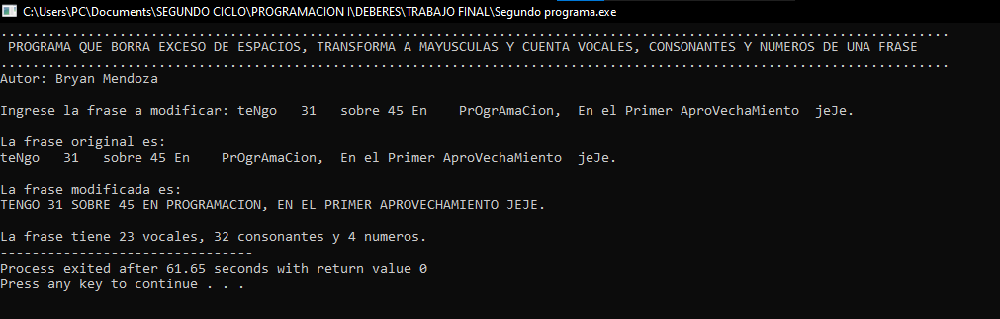 C:\Users\PC\Documents\SEGUNDO CICLO\PROGRAMACION I\DEBERES\TRABAJO FINAL\Segundo programa.exe
........................................................................................................................
 PROGRAMA QUE BORRA EXCESO DE ESPACIOS, TRANSFORMA A MAYUSCULAS Y CUENTA VOCALES, CONSONANTES Y NUMEROS DE UNA FRASE
........................................................................................................................
Autor: Bryan Mendoza
Ingrese la frase a modificar: teNgo   31   sobre 45 En    PrOgrAmaCion,  En el Primer AproVechaMiento  jeJe.
La frase original es:
teNgo   31   sobre 45 En    PrOgrAmaCion,  En el Primer AproVechaMiento  jeJe.
La frase modificada es:
TENGO 31 SOBRE 45 EN PROGRAMACION, EN EL PRIMER APROVECHAMIENTO JEJE.
La frase tiene 23 vocales, 32 consonantes y 4 numeros.
--------------------------------
Process exited after 61.65 seconds with return value 0
Press any key to continue . . .